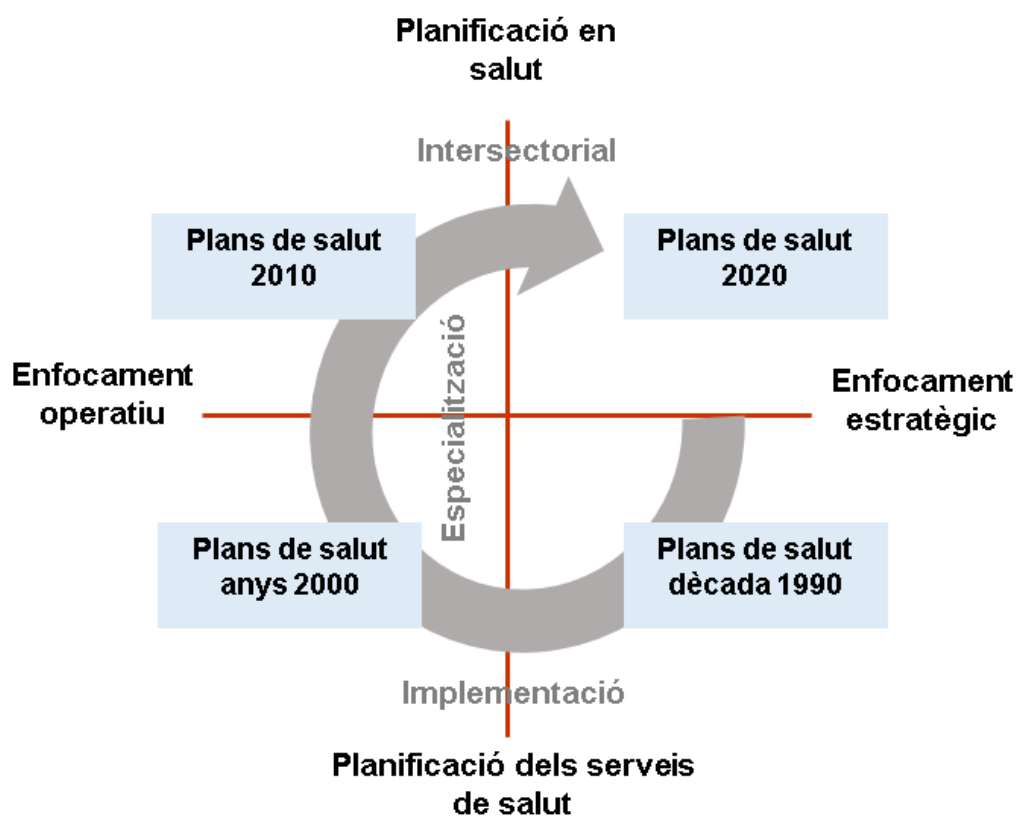 Planificació en
salut
Intersectorial
Plans de salut
2010
Plans de salut
2020
Especialització
Enfocament
operatiu
Enfocament
estratègic
Plans de salut
anys 2000
Plans de salut
dècada 1990
Implementació
Planificació dels serveis
de salut